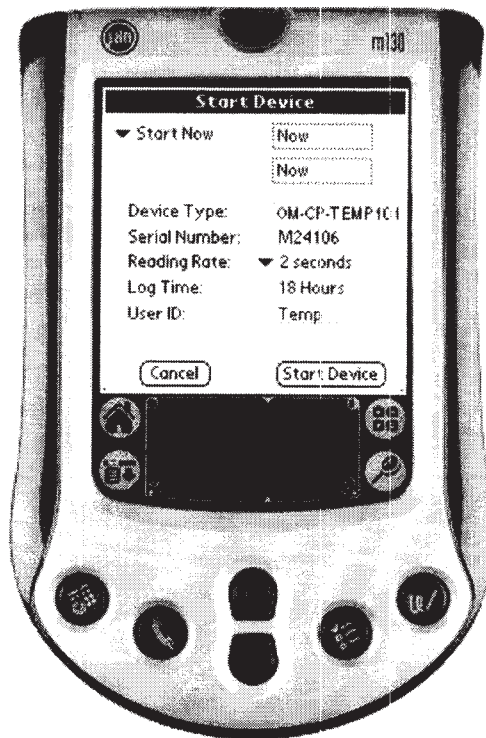 m130
Start Device
Start Now
Now
Now
Device Type: OM-CP-TEMP101
Serial Number: M24106
Reading Rate: 2 seconds
Log Time: 18 Hours
User ID: Temp
Cancel
Start Device